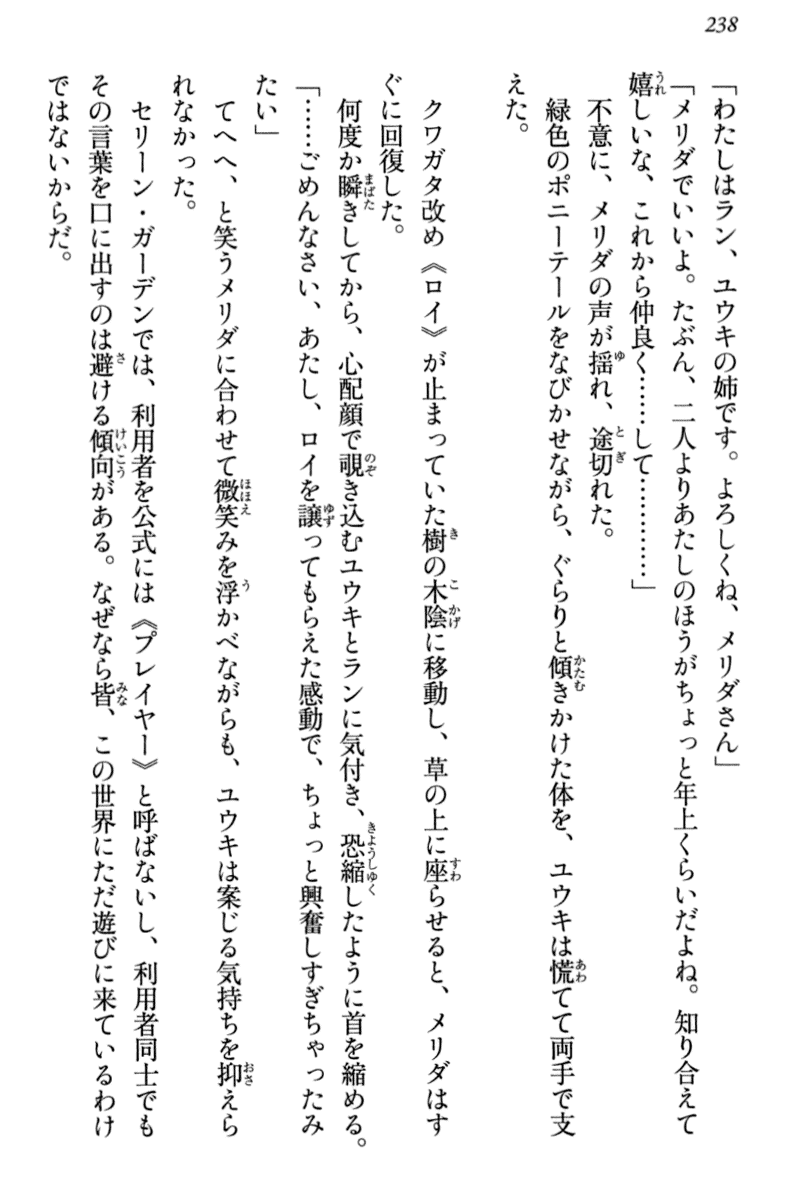 238
「わたしはラン、ユウキの姉です。よろしくね、メリダさん」
「メリダでいいよ。たぶん、二人よりあたしのほうがちょっと年上くらいだよね。知り合えて
嬉しいな、これから仲良く……して…………」
不意に、メリダの声が揺れ、途切れた。
緑色のポニーテールをなびかせながら、ぐらりと傾きかけた体を、ユウキは慌てて両手で支
えた。
クワガタ改め《ロイ》が止まっていた樹の木陰に移動し、草の上に座らせると、メリダはす
ぐに回復した。
何度か瞬きしてから、心配顔で覗き込むユウキとランに気付き、恐縮したように首を縮める。
「……ごめんなさい、あたし、ロイを譲ってもらえた感動で、ちょっと興奮しすぎちゃったみ
たい」
てへへ、と笑うメリダに合わせて微笑みを浮かべながらも、ユウキは案じる気持ちを抑えら
れなかった。
セリーン・ガーデンでは、利用者を公式には《プレイヤー》と呼ばないし、利用者同士でも
その言葉を口に出すのは避ける傾向がある。なぜなら皆、この世界にただ遊びに来ているわけ
ではないからだ。